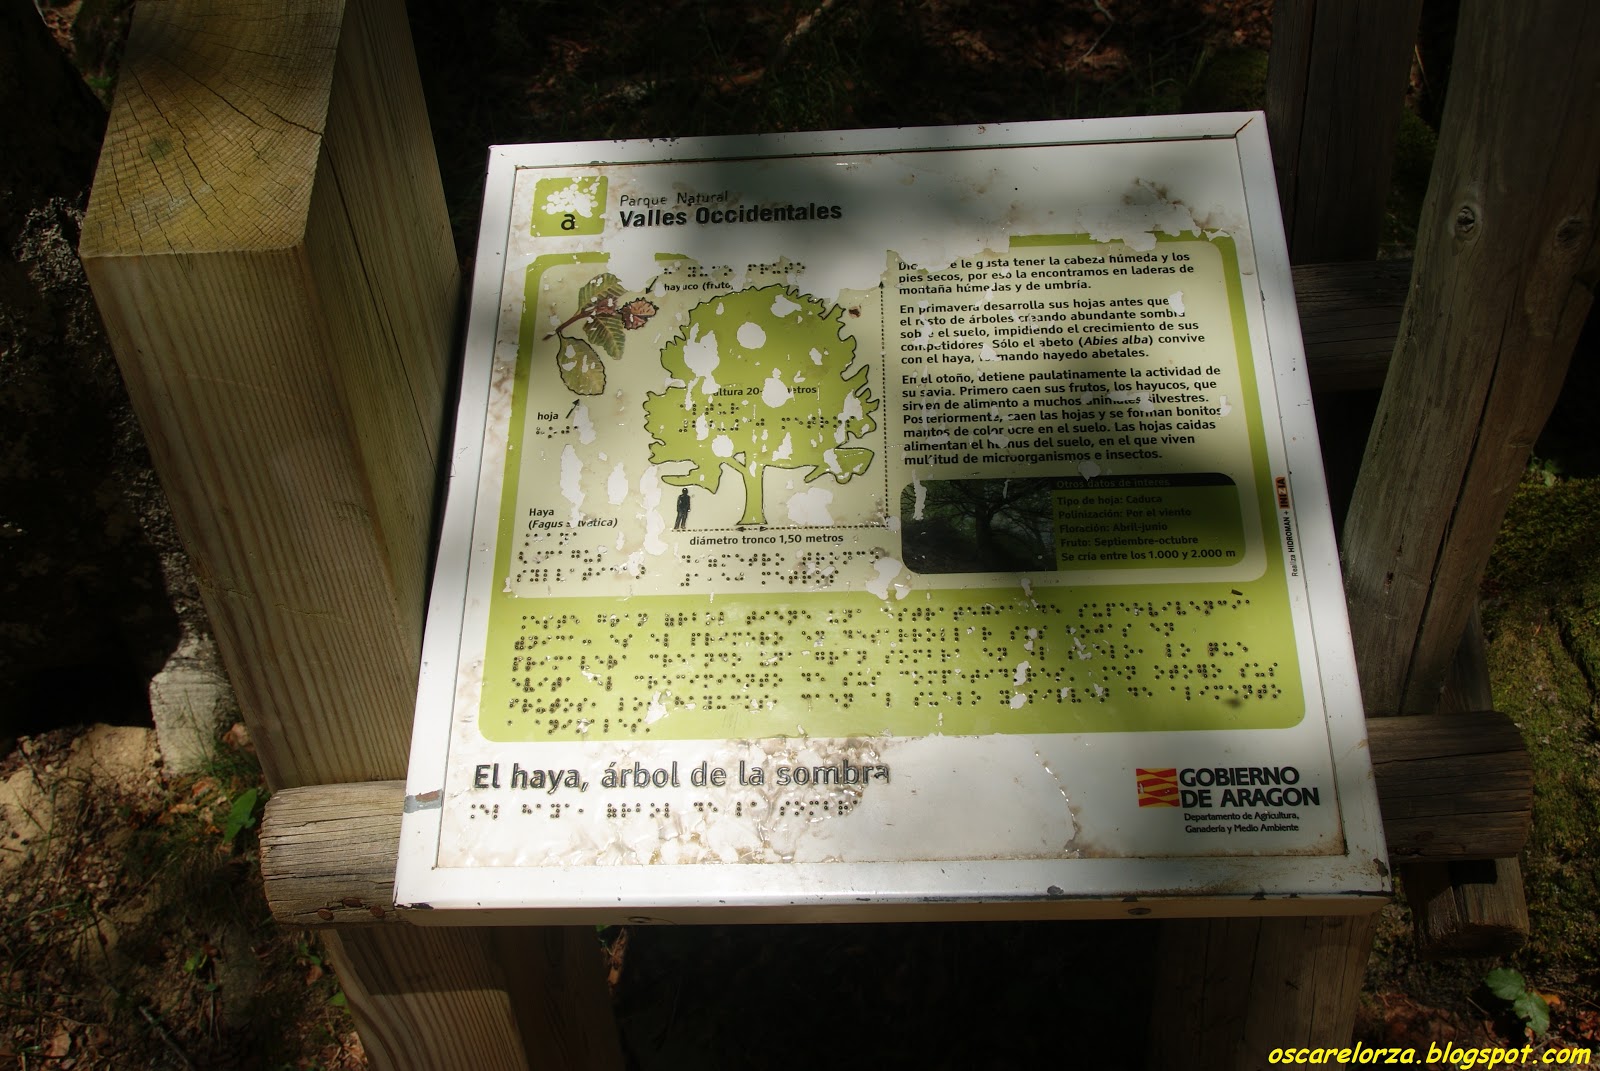 a
Parque Natural
Valles Occidentales
hayuco (fruto)
hoja
altura 20- metros
Haya
(Fagus sylvatica)
diámetro tronco 1,50 metros
le gusta tener la cabeza húmeda y los
pies secos, por eso la encontramos en laderas de
montaña húmedas y de umbría.
En primavera desarrolla sus hojas antes que
el resto de árboles creando abundante sombra
sobre el suelo, impidiendo el crecimiento de sus
competidores. Sólo el abeto (Abies alba) convive
con el haya, formando hayedo abetales.
En el otoño, detiene paulatinamente la actividad de
su savia. Primero caen sus frutos, los hayucos, que
sirven de alimento a muchos animales silvestres.
Posteriormente, caen las hojas y se forman bonitos
mantos de color ocre en el suelo. Las hojas caidas
alimentan el humus del suelo, en el que viven
multitud de microorganismos e insectos.
Otros datos de interés
Tipo de hoja: Caduca
Polinización: Por el viento
Floración: Abril-junio
Fruto: Septiembre-octubre
Se cría entre los 1.000 y 2.000 m
Realiza HIDROMAN +
El haya, árbol de la sombra
GOBIERNO
DE ARAGON
Departamento de Agricultura,
Ganadería y Medio Ambiente
oscarelorza.blogspot.com